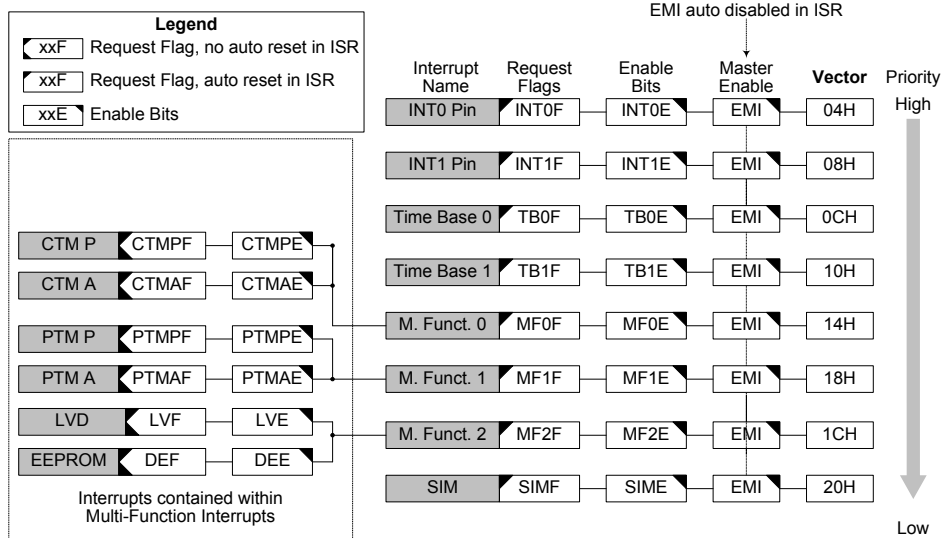 EMI auto disabled in ISR
Legend
xxF Request Flag, no auto reset in ISR
xxF Request Flag, auto reset in ISR
xxE Enable Bits
Interrupt Name Request Flags Enable Bits Master Enable Vector Priority
High
INT0 Pin INT0F INT0E EMI 04H
INT1 Pin INT1F INT1E EMI 08H
Time Base 0 TB0F TB0E EMI 0CH
Time Base 1 TB1F TB1E EMI 10H
M. Funct. 0 MF0F MF0E EMI 14H
M. Funct. 1 MF1F MF1E EMI 18H
M. Funct. 2 MF2F MF2E EMI 1CH
SIM SIMF SIME EMI 20H
Low
CTM P CTMPF CTMPE
CTM A CTMAF CTMAE
PTM P PTMPF PTMPE
PTM A PTMAF PTMAE
LVD LVF LVE
EEPROM DEF DEE
Interrupts contained within
Multi-Function Interrupts